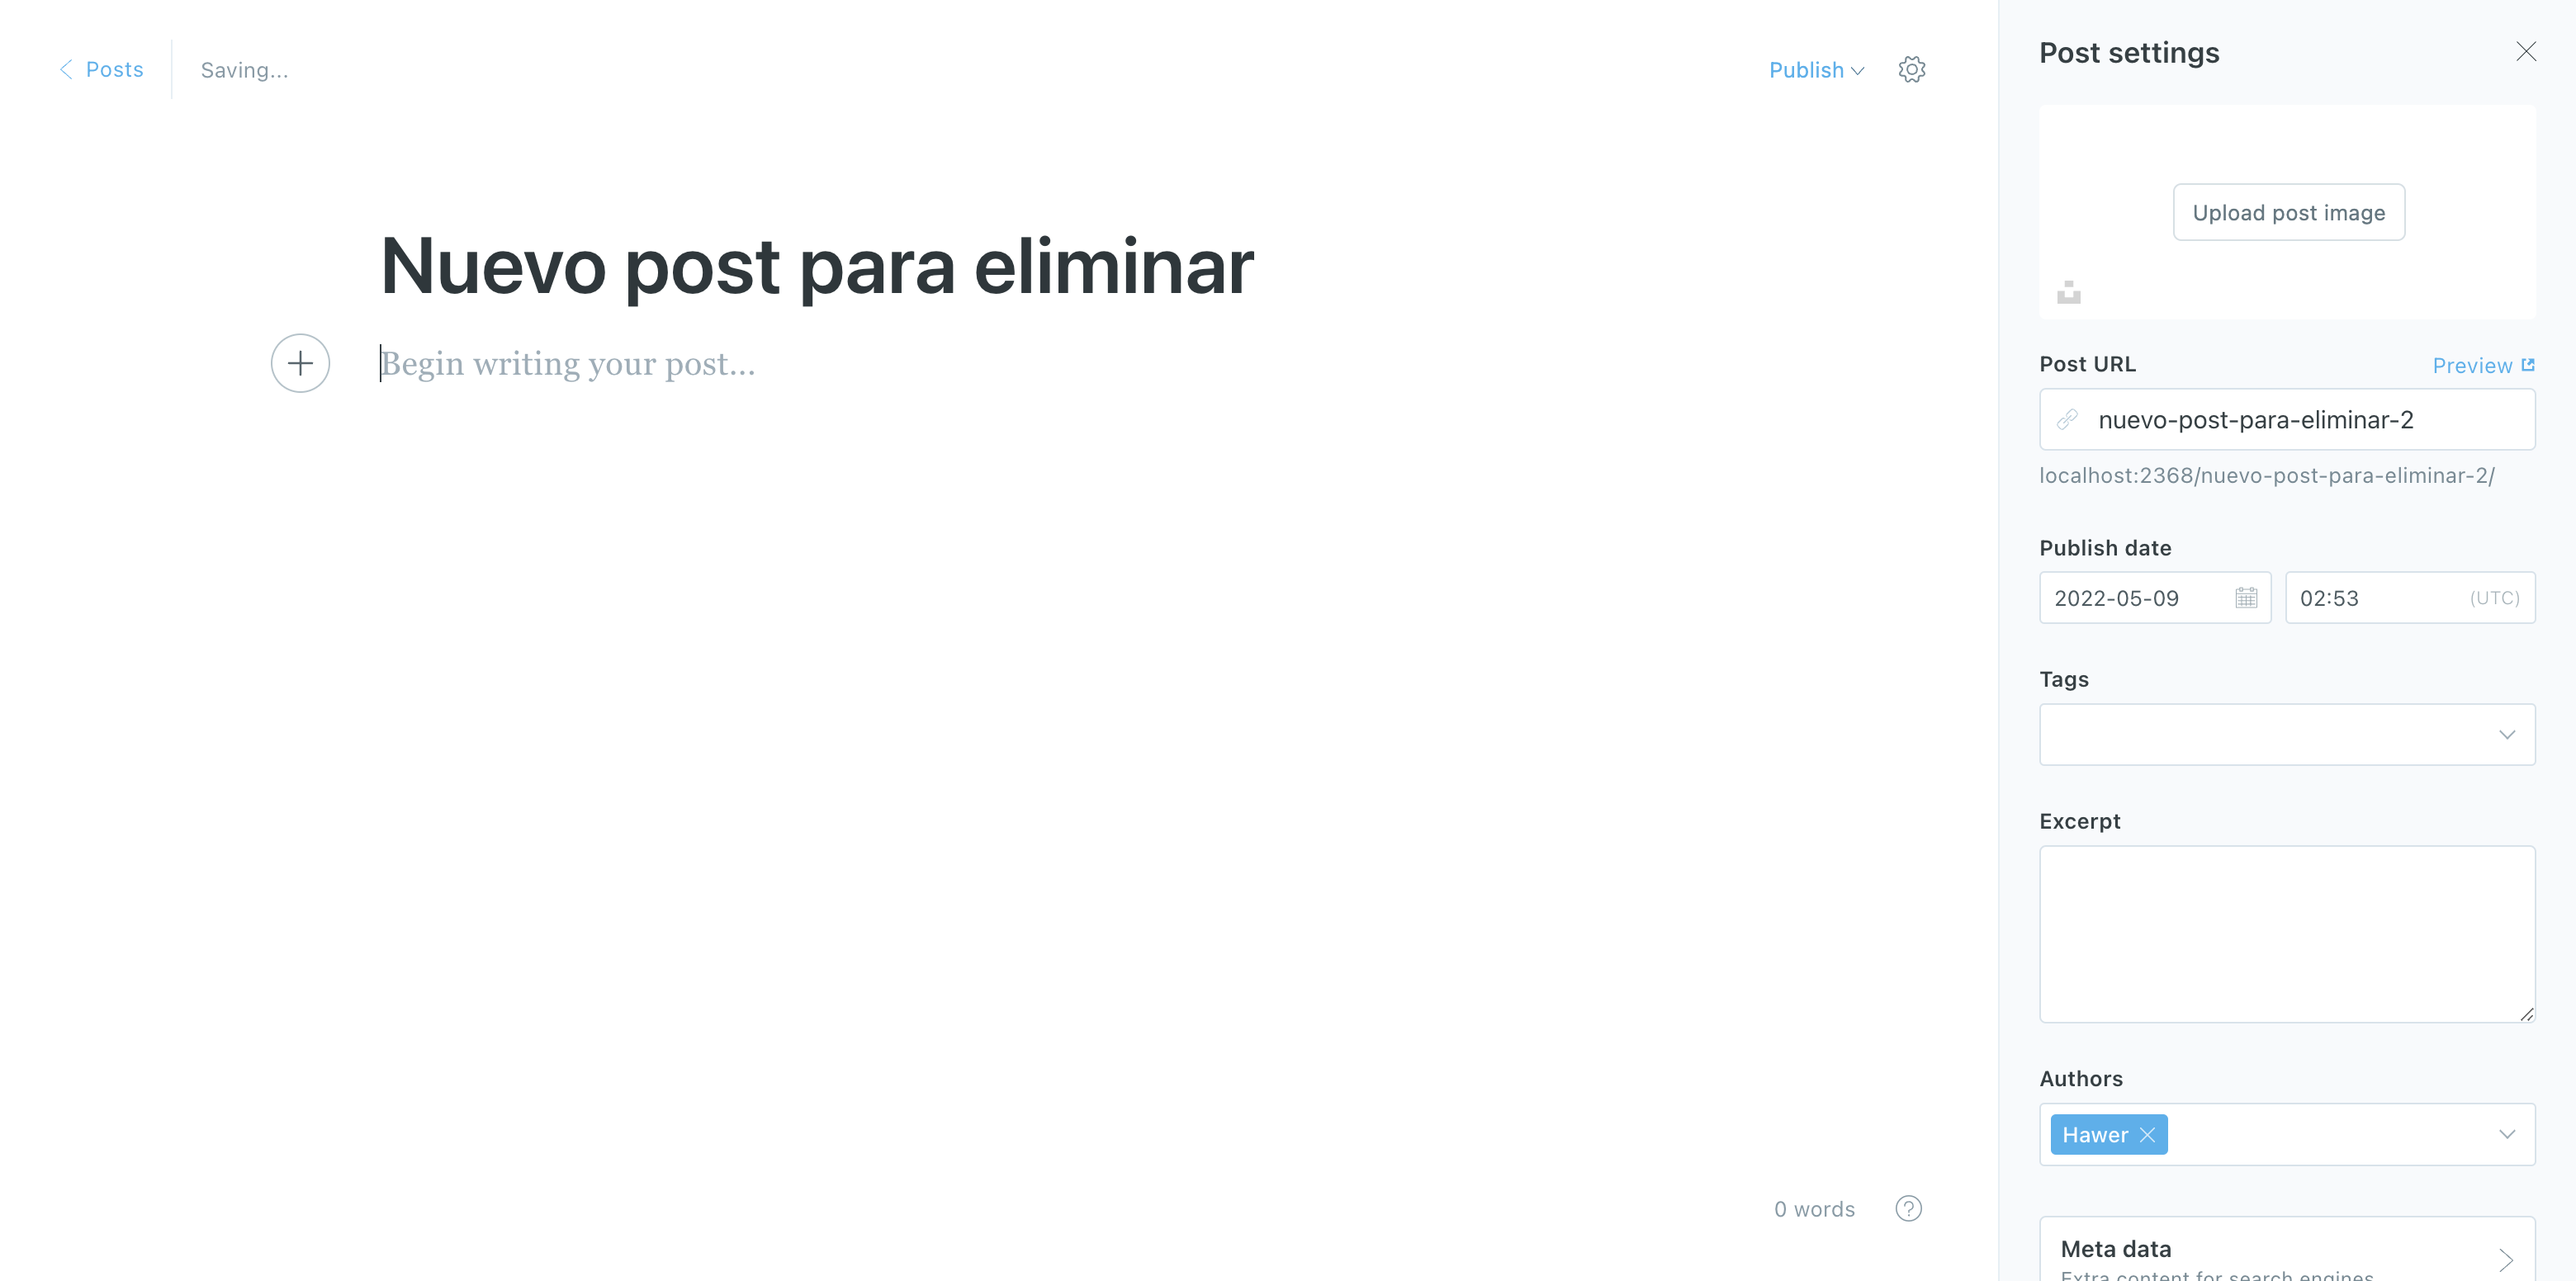 Posts
Saving...
Publish
Nuevo post para eliminar
Begin writing your post...
0 words
Post settings
Upload post image
Post URL
Preview
nuevo-post-para-eliminar-2
localhost:2368/nuevo-post-para-eliminar-2/
Publish date
2022-05-09
02:53
(UTC)
Tags
Excerpt
Authors
Hawer
Meta data
Extra content for search engines